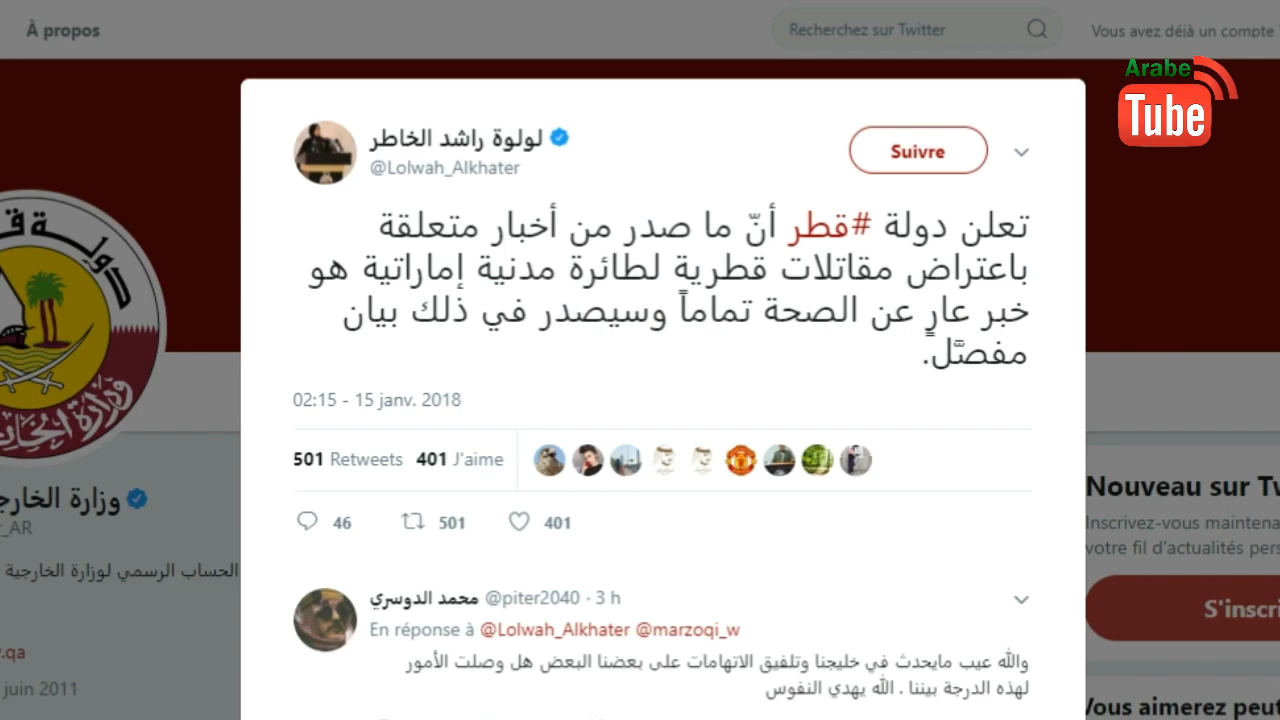 À propos
Recherchez sur Twitter
Vous avez déjà un compte
Arabe
Tube
لولوة راشد الخاطر
@Lolwah_Alkhater
Suivre
تعلن دولة #قطر أنّ ما صدر من أخبار متعلقة
باعتراض مقاتلات قطرية لطائرة مدنية إماراتية هو
خبر عارٍ عن الصحة تماماً وسيصدر في ذلك بيان
مفصَّل.
02:15 - 15 janv. 2018
501 Retweets 401 J'aime
46 501 401
محمد الدوسري @piter2040 · 3 h
En réponse à @Lolwah_Alkhater @marzoqi_w
والله عيب مايحدث في خليجنا وتلفيق الاتهامات على بعضنا البعض هل وصلت الأمور
لهذه الدرجة بيننا . الله يهدي النفوس
وزارة الخارج
_AR
الحساب الرسمي لوزارة الخارجية
.qa
juin 2011
Nouveau sur Tw
Inscrivez-vous maintena
votre fil d'actualités pers
S'inscri
Vous aimerez peut